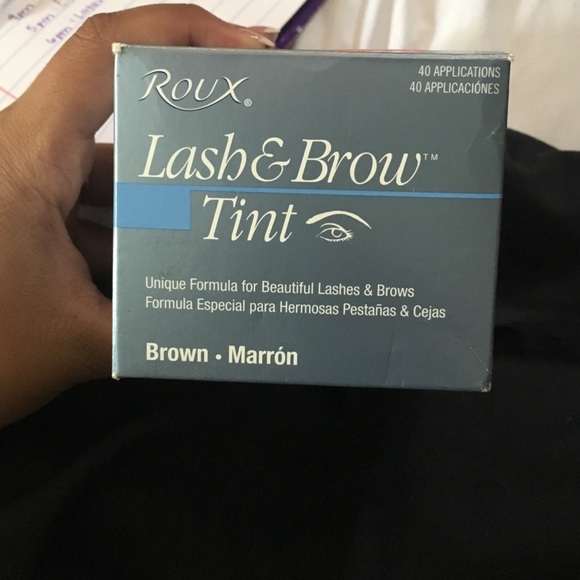 ROUX®
40 APPLICATIONS
40 APPLICACIÓNES
Lash & Brow™
Tint
Unique Formula for Beautiful Lashes & Brows
Formula Especial para Hermosas Pestañas & Cejas
Brown • Marrón